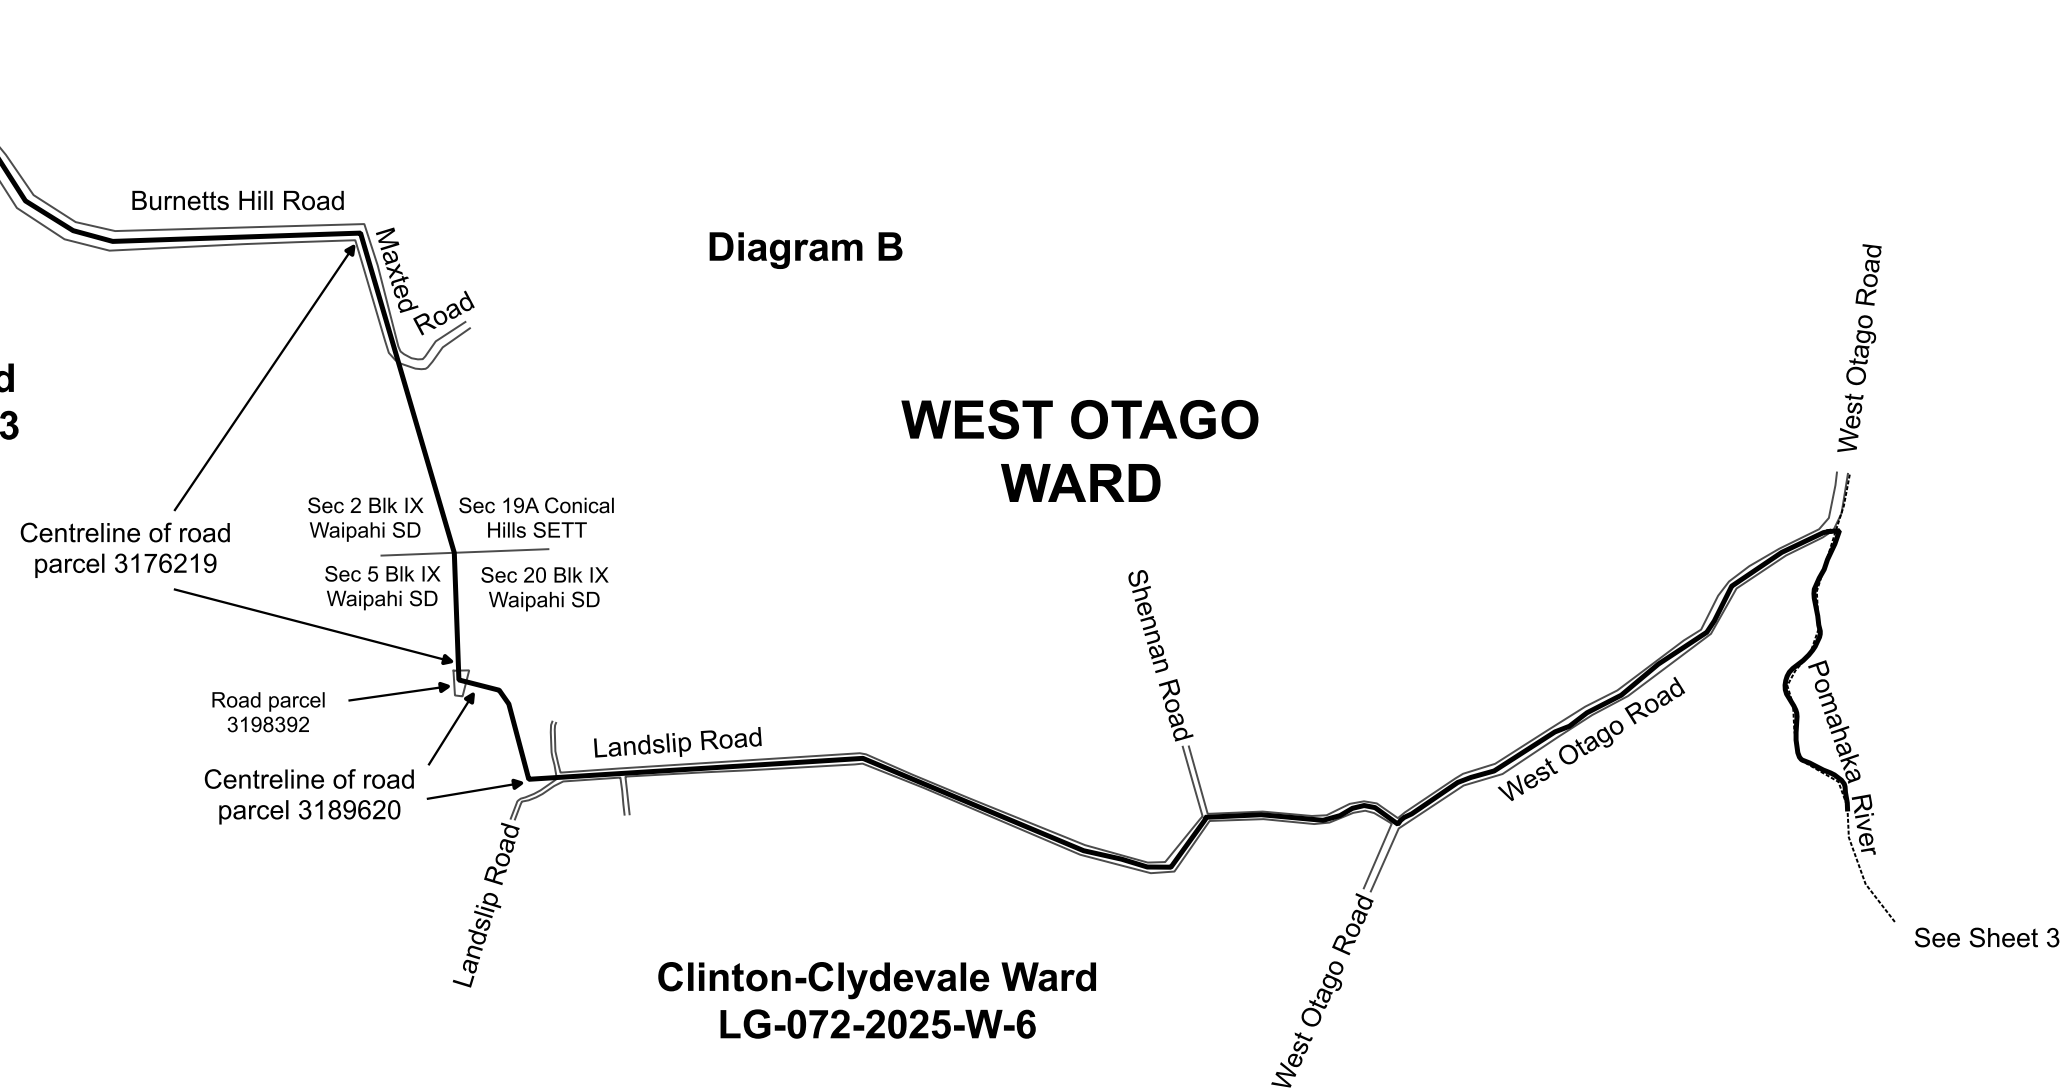 Burnetts Hill Road
Maxted
Road
Diagram B
West Otago Road
d
3
WEST OTAGO
WARD
Sec 2 Blk IX
Waipahi SD
Sec 19A Conical
Hills SETT
Centreline of road
parcel 3176219
Sec 5 Blk IX
Waipahi SD
Sec 20 Blk IX
Waipahi SD
Shennan Road
Pomahaka River
Road parcel
3198392
West Otago Road
Landslip Road
Centreline of road
parcel 3189620
Landslip Road
West Otago Road
See Sheet 3
Clinton-Clydevale Ward
LG-072-2025-W-6